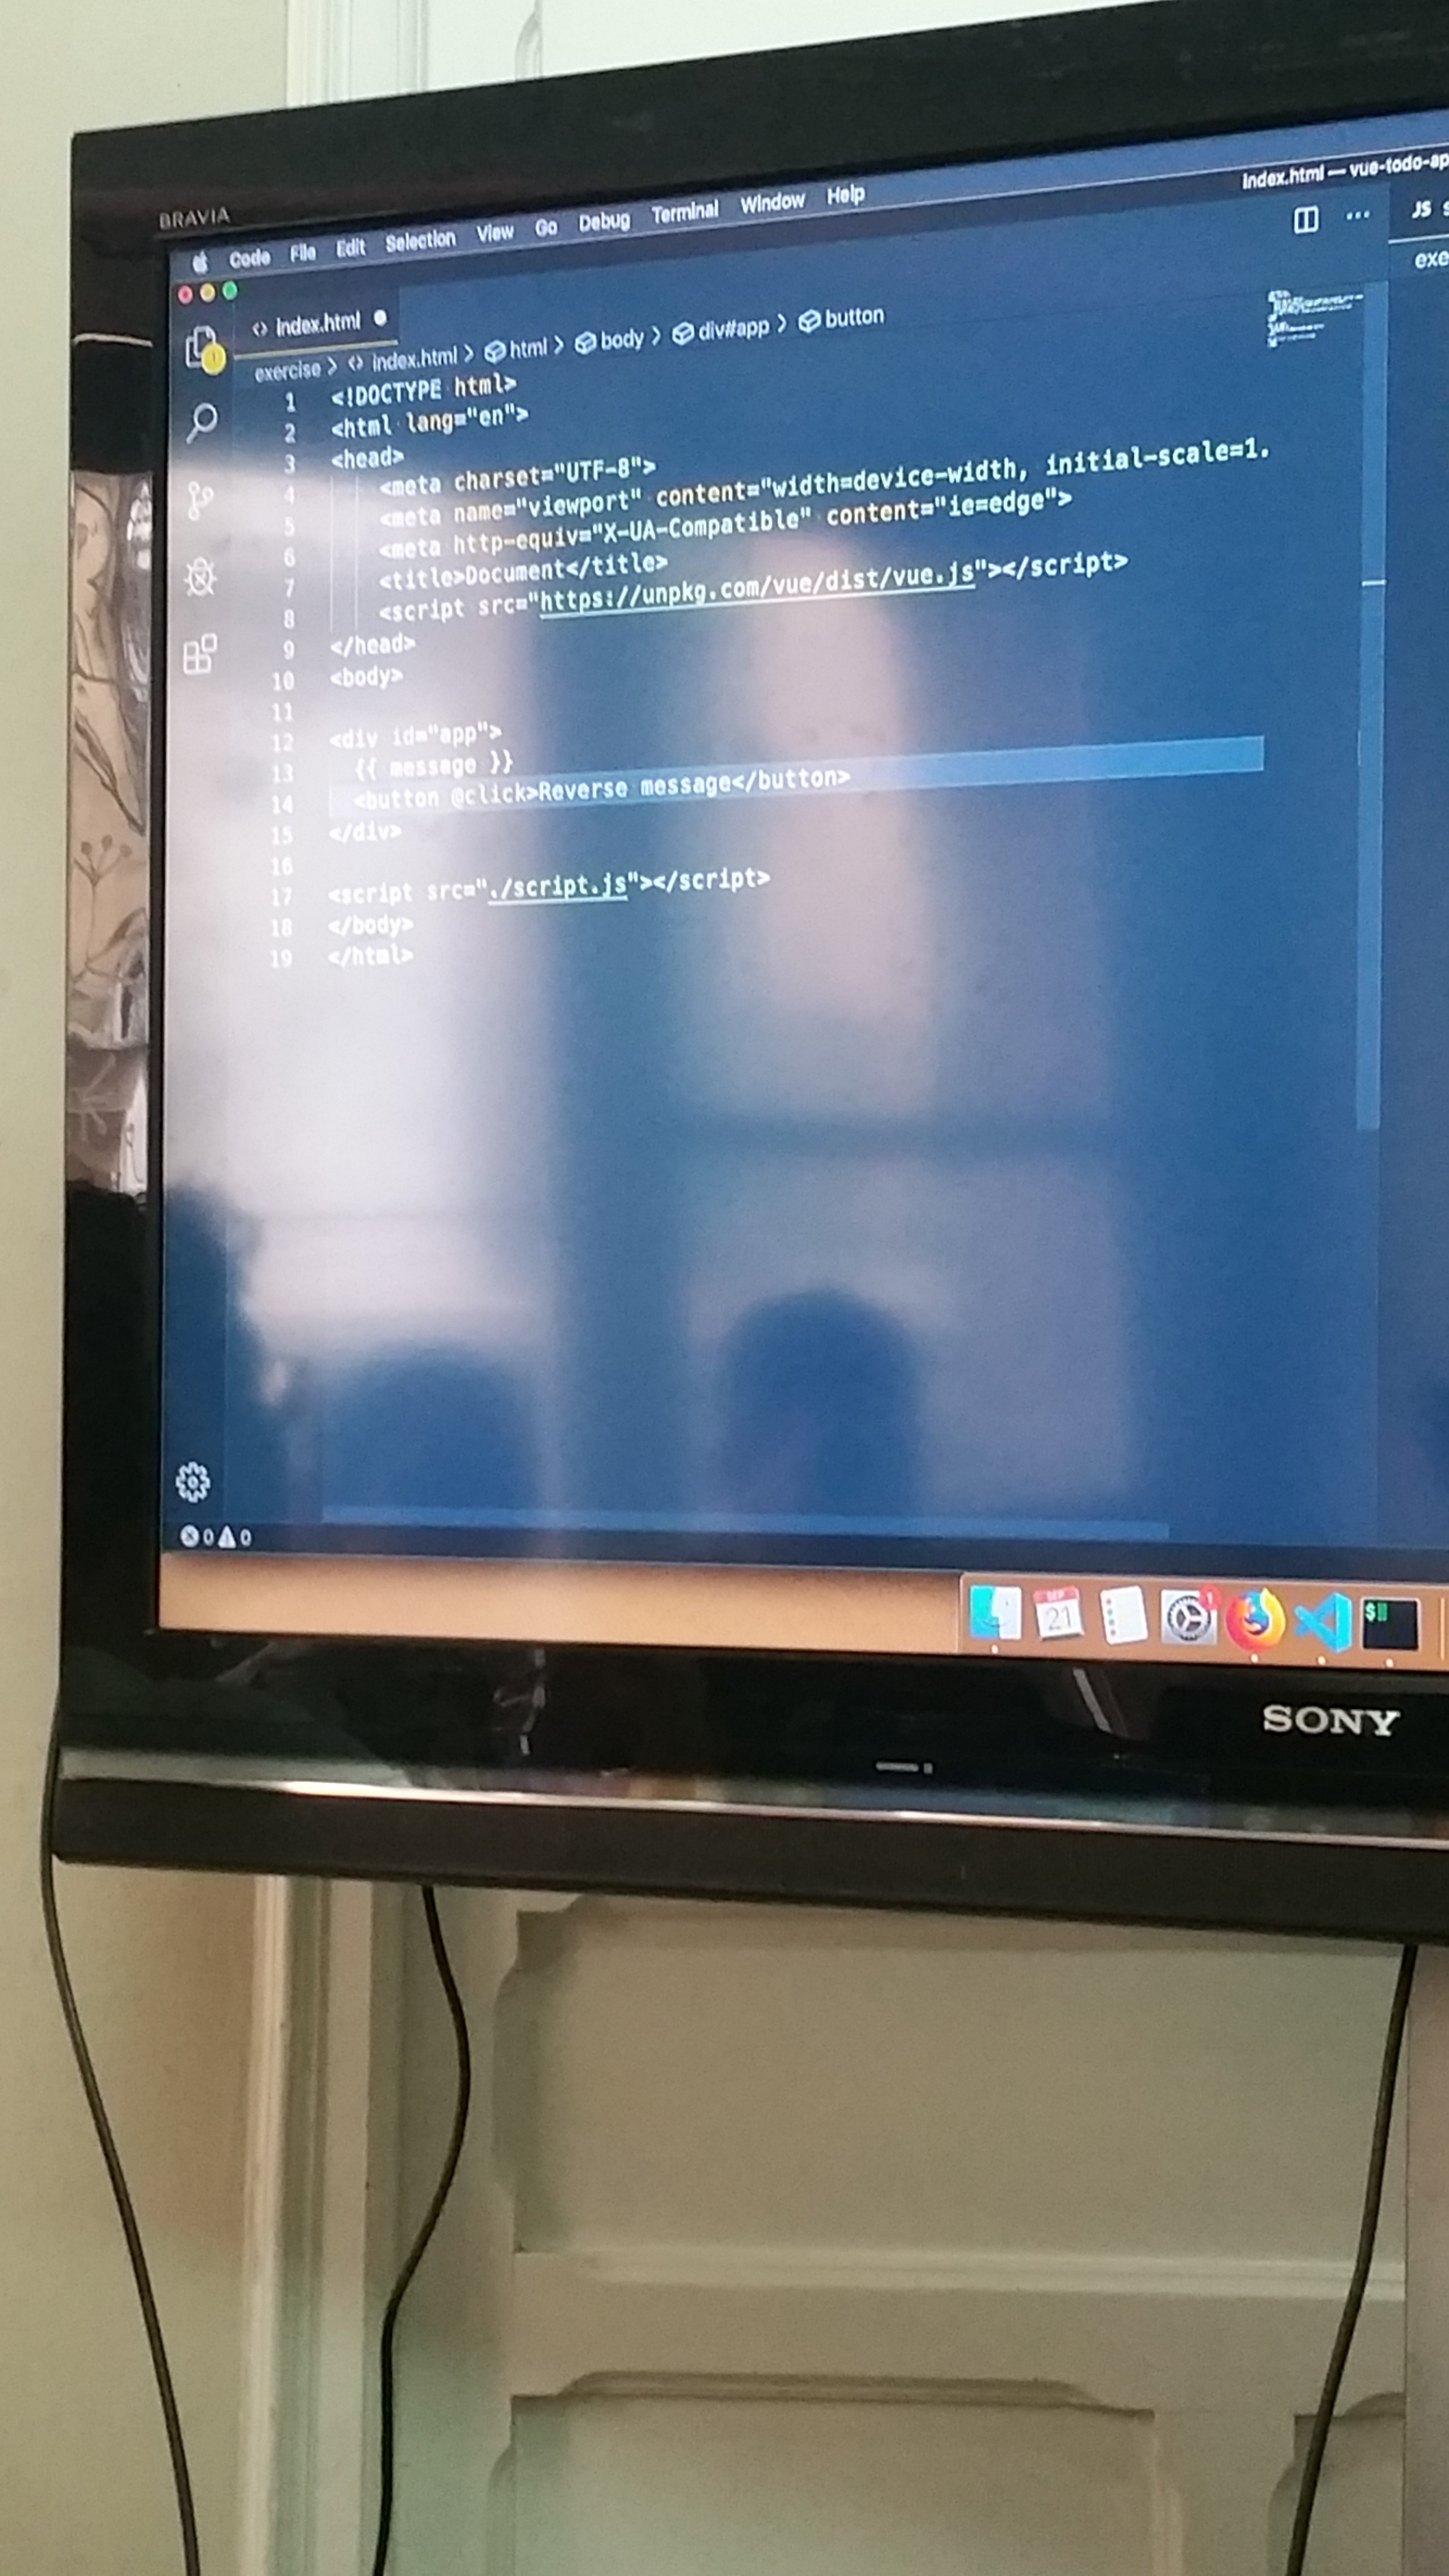 BRAVIA
Code File Edit Selection View Go Debug Terminal Window Help
index.html — vue-todo-ap
index.html
JS s
exercise > index.html > html > body > div#app > button
exe
1 <!DOCTYPE html>
2 <html lang="en">
3 <head>
4 <meta charset="UTF-8">
5 <meta name="viewport" content="width=device-width, initial-scale=1.
6 <meta http-equiv="X-UA-Compatible" content="ie=edge">
7 <title>Document</title>
8 <script src="https://unpkg.com/vue/dist/vue.js"></script>
9 </head>
10 <body>
11
12 <div id="app">
13 {{ message }}
14 <button @click>Reverse message</button>
15 </div>
16
17 <script src="./script.js"></script>
18 </body>
19 </html>
0 0
SEP
21
1
$
SONY